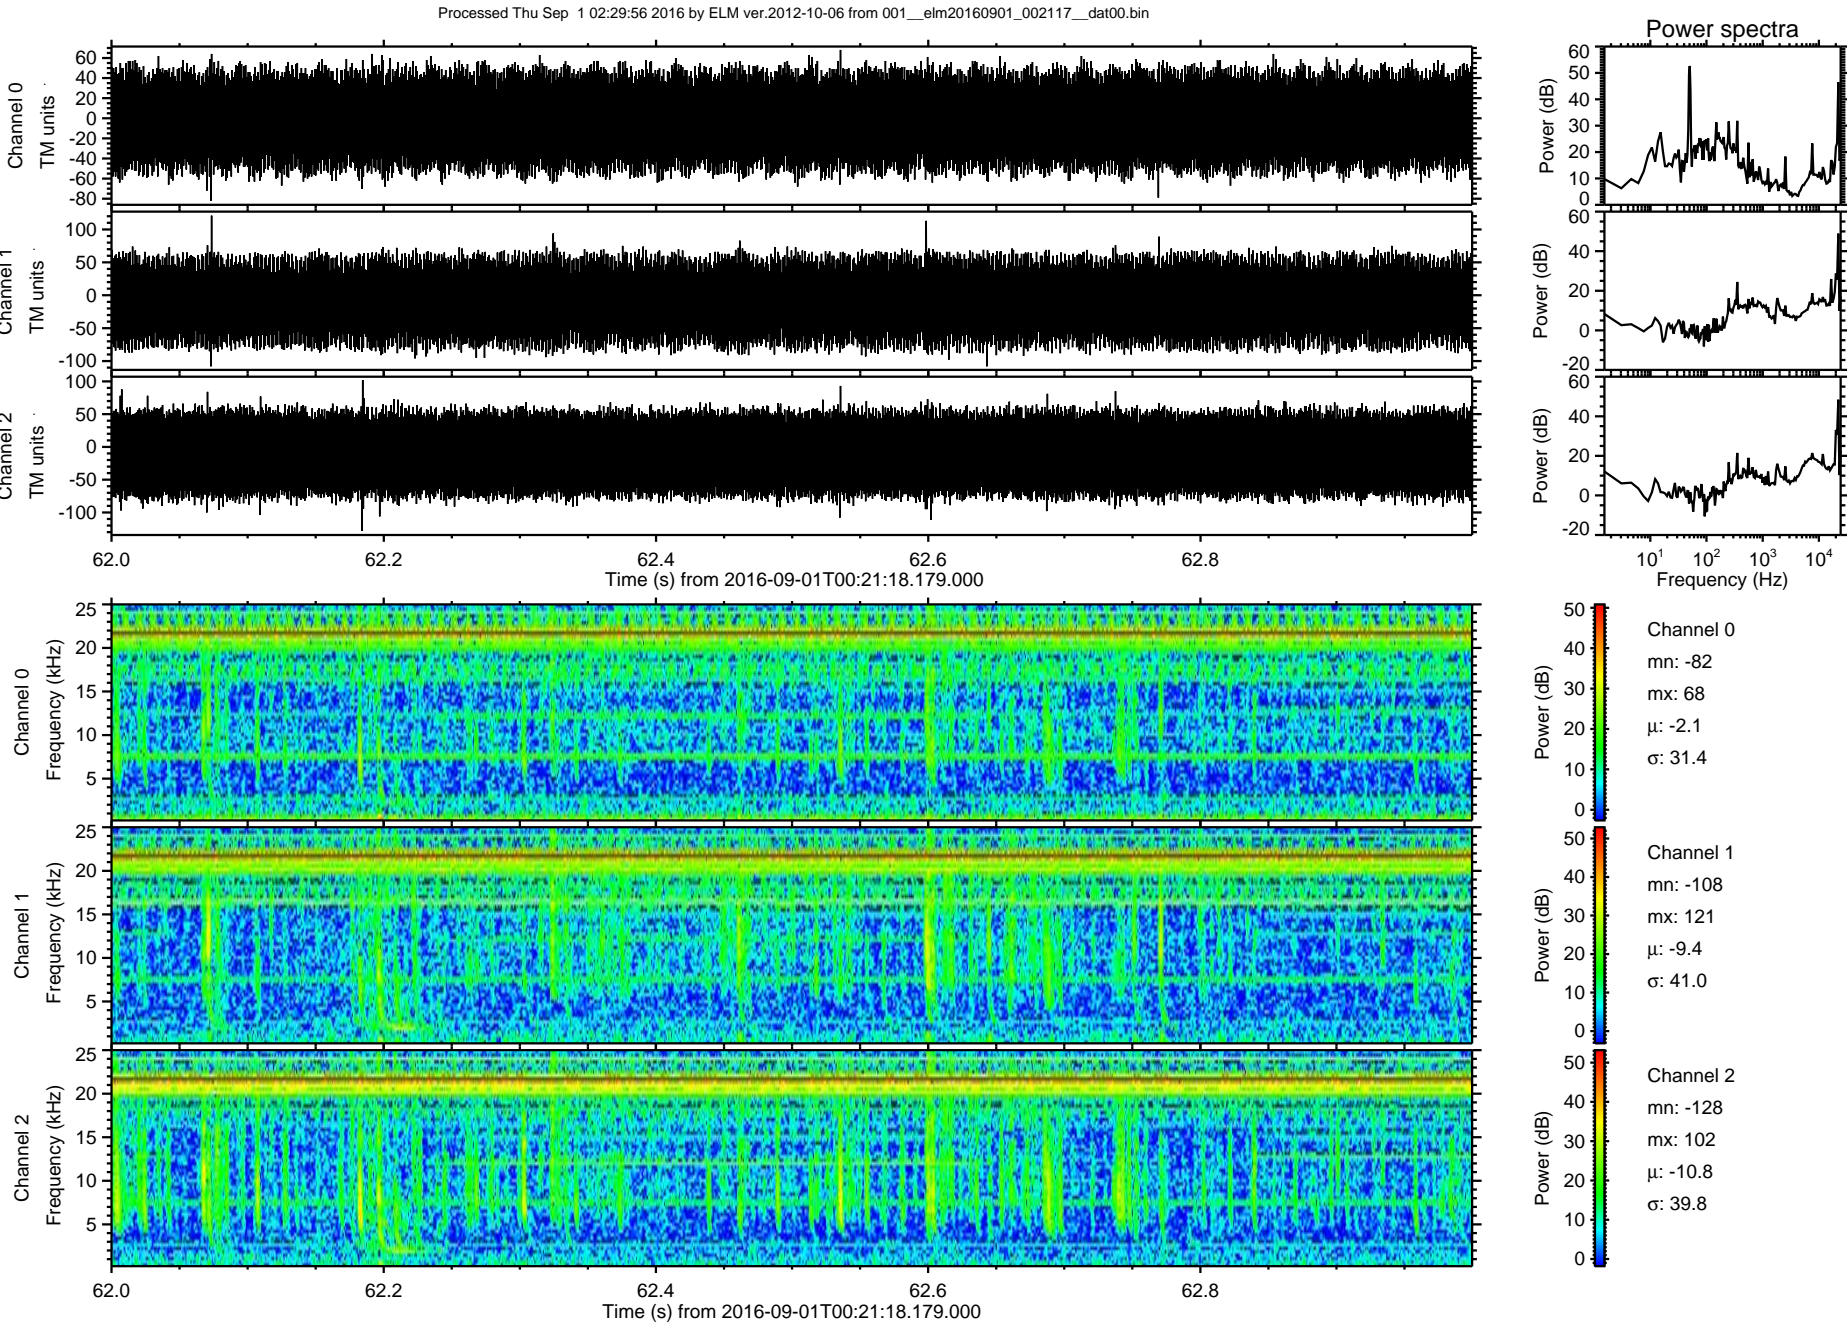 Processed Thu Sep 1 02:29:56 2016 by ELM ver.2012-10-06 from 001__elm20160901_002117__dat00.bin
Power spectra
Channel 0
TM units
60
40
20
0
-20
-40
-60
-80
Power (dB)
60
50
40
30
20
10
0
Channel 1
TM units
100
50
0
-50
-100
Power (dB)
60
40
20
0
-20
Channel 2
TM units
100
50
0
-50
-100
Power (dB)
60
40
20
0
-20
62.0 62.2 62.4 62.6 62.8
Time (s) from 2016-09-01T00:21:18.179.000
10^1 10^2 10^3 10^4
Frequency (Hz)
Channel 0
Frequency (kHz)
25
20
15
10
5
Power (dB)
50
40
30
20
10
0
Channel 0
mn: -82
mx: 68
μ: -2.1
σ: 31.4
Channel 1
Frequency (kHz)
25
20
15
10
5
Power (dB)
50
40
30
20
10
0
Channel 1
mn: -108
mx: 121
μ: -9.4
σ: 41.0
Channel 2
Frequency (kHz)
25
20
15
10
5
Power (dB)
50
40
30
20
10
0
Channel 2
mn: -128
mx: 102
μ: -10.8
σ: 39.8
62.0 62.2 62.4 62.6 62.8
Time (s) from 2016-09-01T00:21:18.179.000